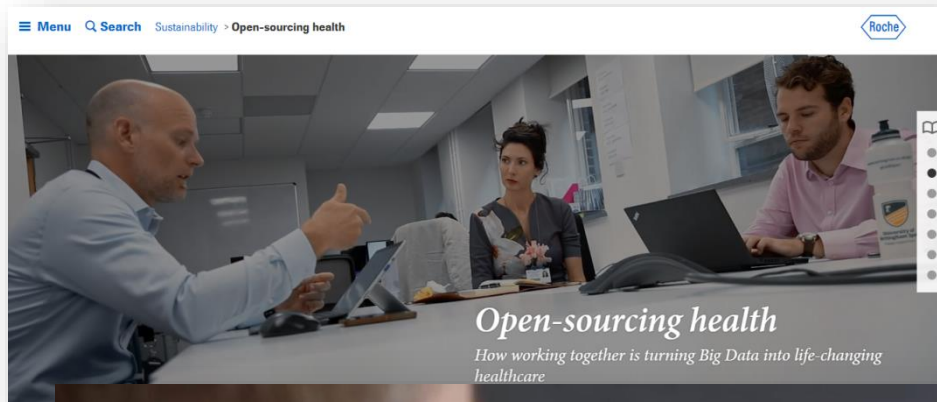 Menu Search Sustainability > Open-sourcing health
Roche
Open-sourcing health
How working together is turning Big Data into life-changing
healthcare